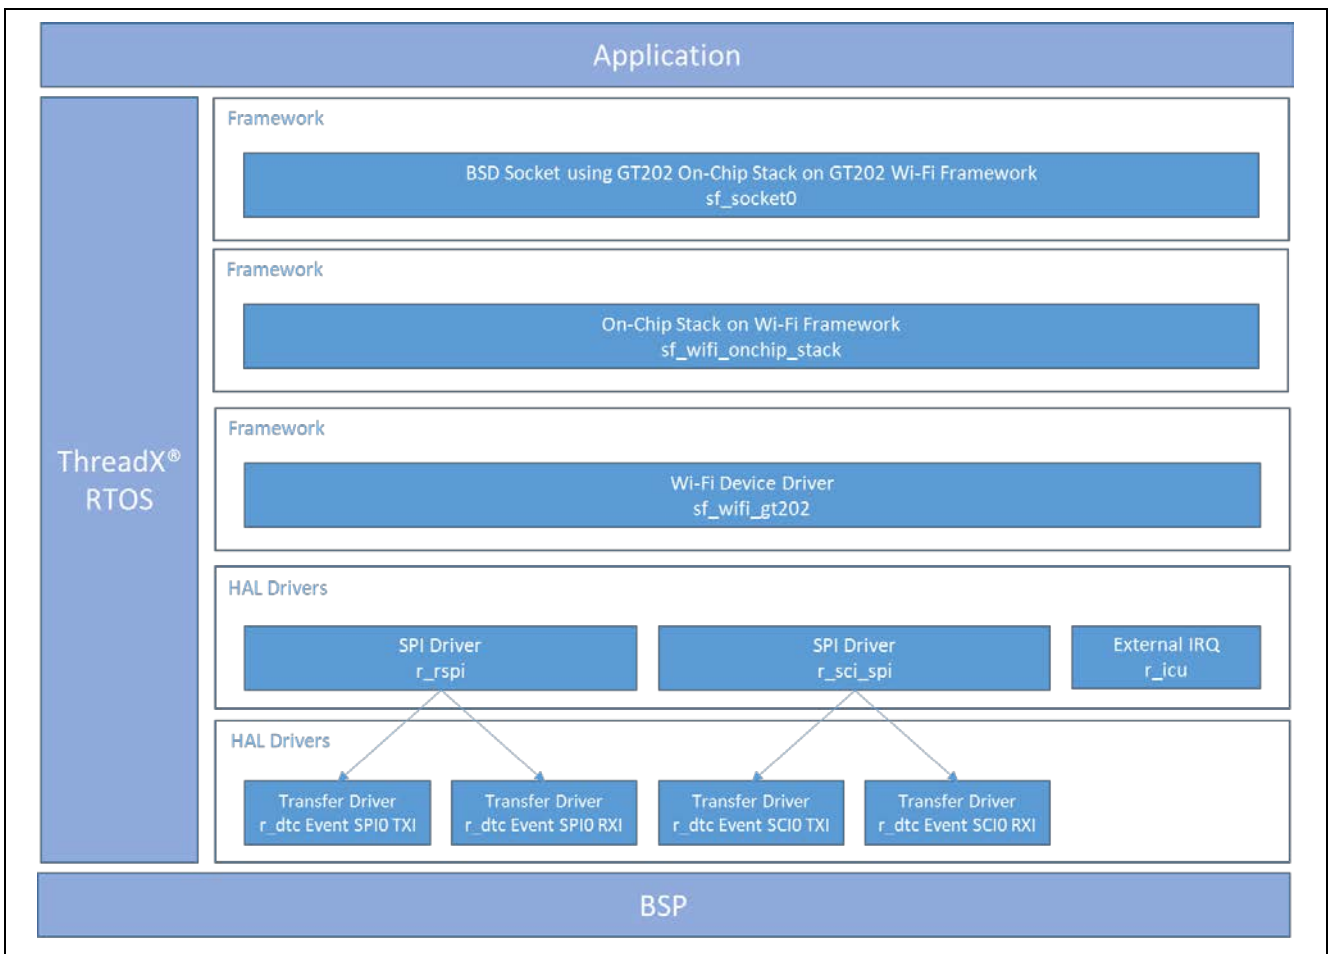 Application
ThreadX®
RTOS
Framework
BSD Socket using GT202 On-Chip Stack on GT202 Wi-Fi Framework
sf_socket0
Framework
On-Chip Stack on Wi-Fi Framework
sf_wifi_onchip_stack
Framework
Wi-Fi Device Driver
sf_wifi_gt202
HAL Drivers
SPI Driver
r_rspi
SPI Driver
r_sci_spi
External IRQ
r_icu
HAL Drivers
Transfer Driver
r_dtc Event SPI0 TXI
Transfer Driver
r_dtc Event SPI0 RXI
Transfer Driver
r_dtc Event SCI0 TXI
Transfer Driver
r_dtc Event SCI0 RXI
BSP